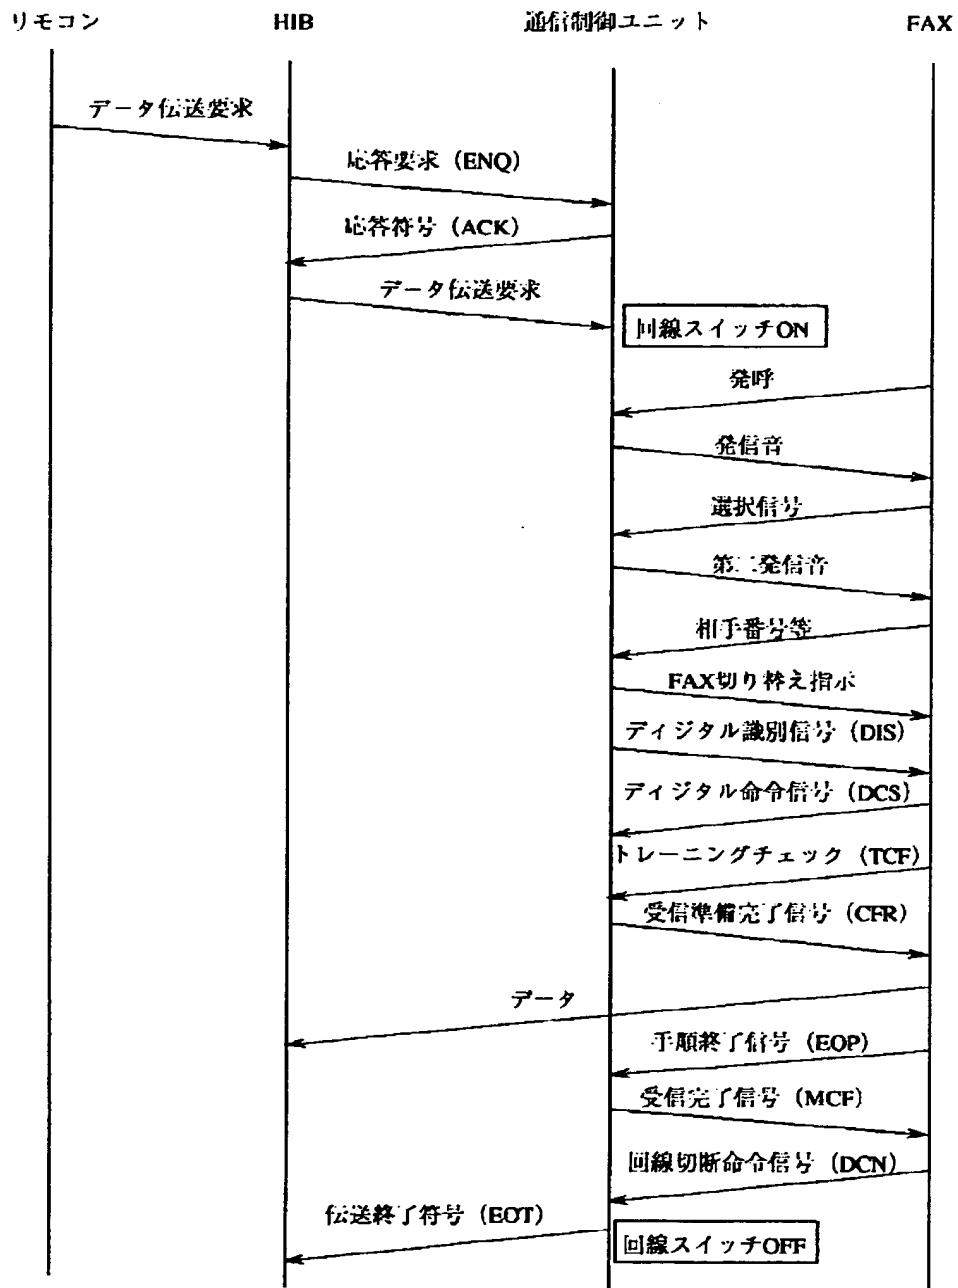 リモコン HIB 通信制御ユニット FAX
データ伝送要求
応答要求（ENQ）
応答符号（ACK）
データ伝送要求
回線スイッチON
発呼
発信音
選択信号
第二発信音
相手番号等
FAX切り替え指示
ディジタル識別信号（DIS）
ディジタル命令信号（DCS）
トレーニングチェック（TCF）
受信準備完了信号（CFR）
データ
手順終了信号（EOP）
受信完了信号（MCF）
回線切断命令信号（DCN）
伝送終了符号（EOT）
回線スイッチOFF